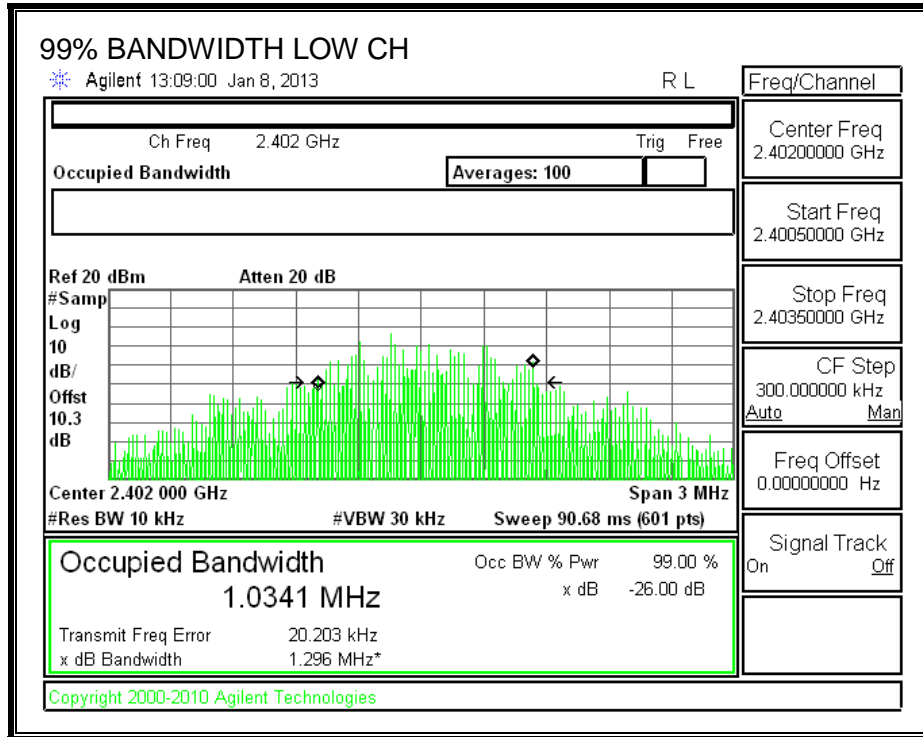 99% BANDWIDTH LOW CH
Agilent 13:09:00 Jan 8, 2013 R L
Ch Freq 2.402 GHz Trig Free
Occupied Bandwidth Averages: 100
Ref 20 dBm Atten 20 dB
#Samp
Log
10
dB/
Offst
10.3
dB
Center 2.402 000 GHz Span 3 MHz
#Res BW 10 kHz #VBW 30 kHz Sweep 90.68 ms (601 pts)
Occupied Bandwidth Occ BW % Pwr 99.00 %
1.0341 MHz x dB -26.00 dB
Transmit Freq Error 20.203 kHz
x dB Bandwidth 1.296 MHz*
Copyright 2000-2010 Agilent Technologies
Freq/Channel
Center Freq
2.40200000 GHz
Start Freq
2.40050000 GHz
Stop Freq
2.40350000 GHz
CF Step
300.000000 kHz
Auto Man
Freq Offset
0.00000000 Hz
Signal Track
On Off